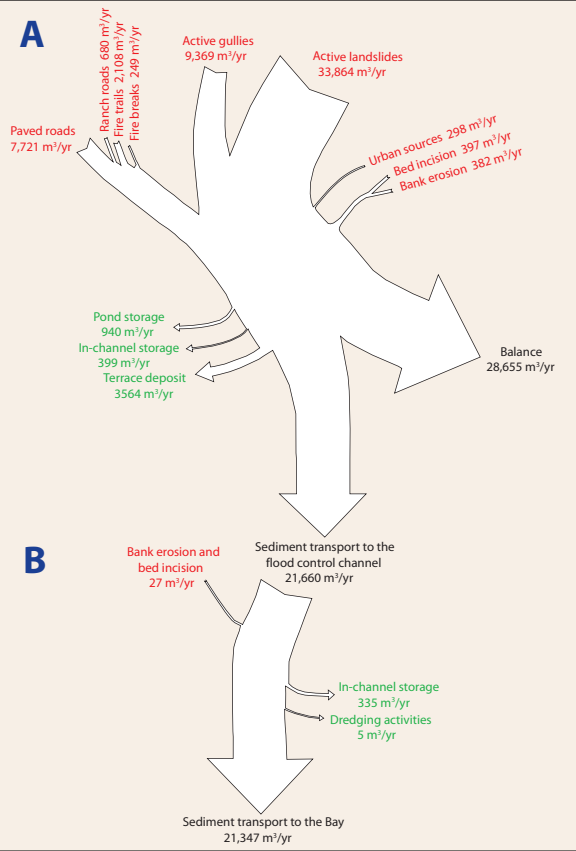 A
Ranch roads 680 m³/yr
Fire trails 2,108 m³/yr
Fire breaks 249 m³/yr
Paved roads
7,721 m³/yr
Active gullies
9,369 m³/yr
Active landslides
33,864 m³/yr
Urban sources 298 m³/yr
Bed incision 397 m³/yr
Bank erosion 382 m³/yr
Pond storage
940 m³/yr
In-channel storage
399 m³/yr
Terrace deposit
3564 m³/yr
Balance
28,655 m³/yr
Sediment transport to the
flood control channel
21,660 m³/yr
B
Bank erosion and
bed incision
27 m³/yr
In-channel storage
335 m³/yr
Dredging activities
5 m³/yr
Sediment transport to the Bay
21,347 m³/yr